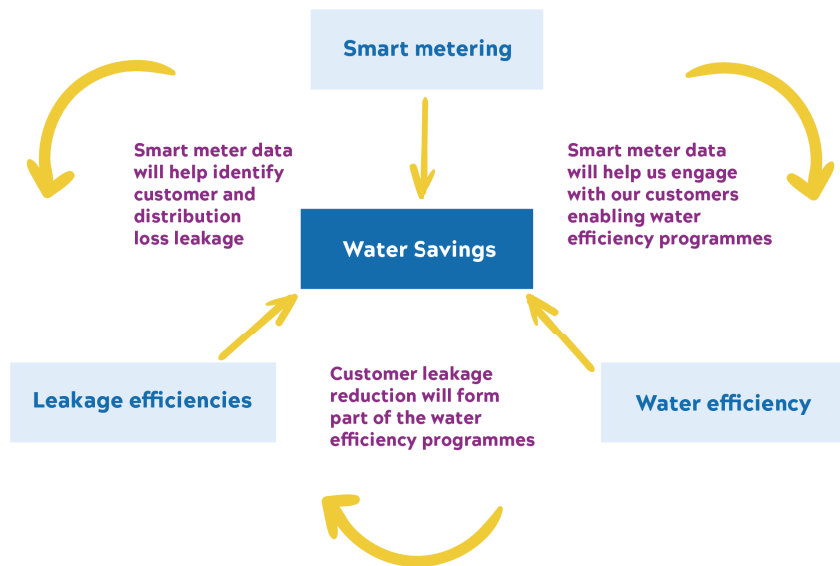 Smart metering
Smart meter data
will help identify
customer and
distribution
loss leakage
Smart meter data
will help us engage
with our customers
enabling water
efficiency programmes
Water Savings
Leakage efficiencies
Customer leakage
reduction will form
part of the water
efficiency programmes
Water efficiency